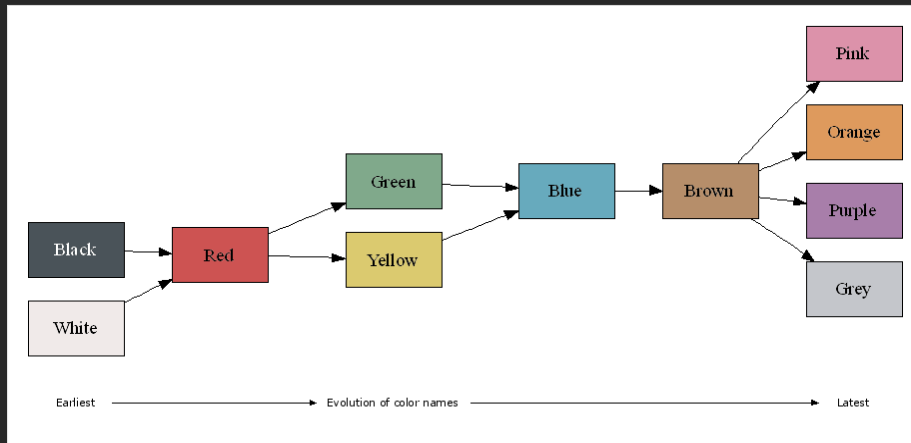 Black
White
Red
Green
Yellow
Blue
Brown
Pink
Orange
Purple
Grey
Earliest
Evolution of color names
Latest